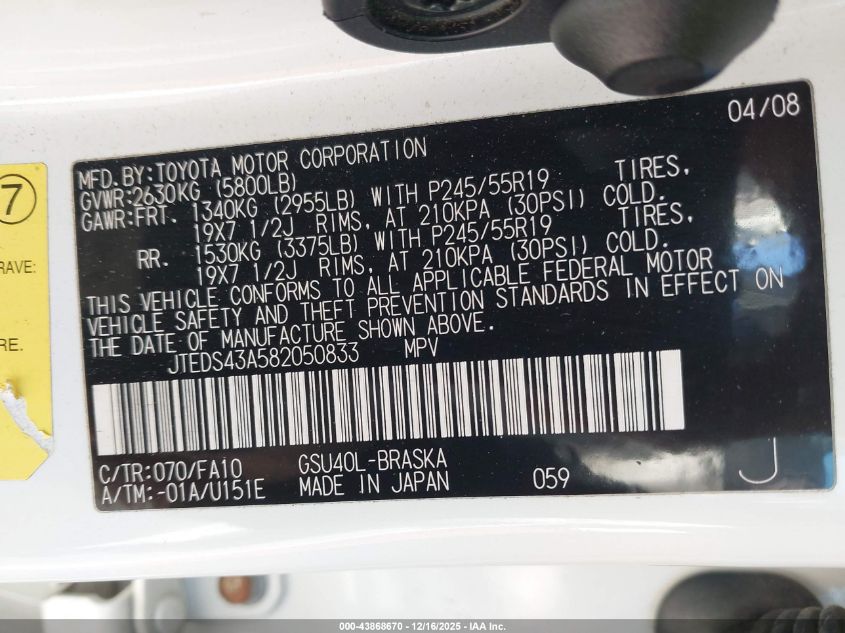 04/08
MFD.BY:TOYOTA MOTOR CORPORATION
GVWR:2630KG (5800LB)
GAWR:FRT. 1340KG (2955LB) WITH P245/55R19 TIRES,
19X7 1/2J RIMS, AT 210KPA (30PSI) COLD.
RR. 1530KG (3375LB) WITH P245/55R19 TIRES,
19X7 1/2J RIMS, AT 210KPA (30PSI) COLD.
THIS VEHICLE CONFORMS TO ALL APPLICABLE FEDERAL MOTOR
VEHICLE SAFETY AND THEFT PREVENTION STANDARDS IN EFFECT ON
THE DATE OF MANUFACTURE SHOWN ABOVE.
JTEDS43A582050833 MPV
C/TR:070/FA10 GSU40L-BRASKA
A/TM:-01A/U151E MADE IN JAPAN 059 J
7
RAVE:
RE.
000-43868670 - 12/16/2025 - IAA Inc.